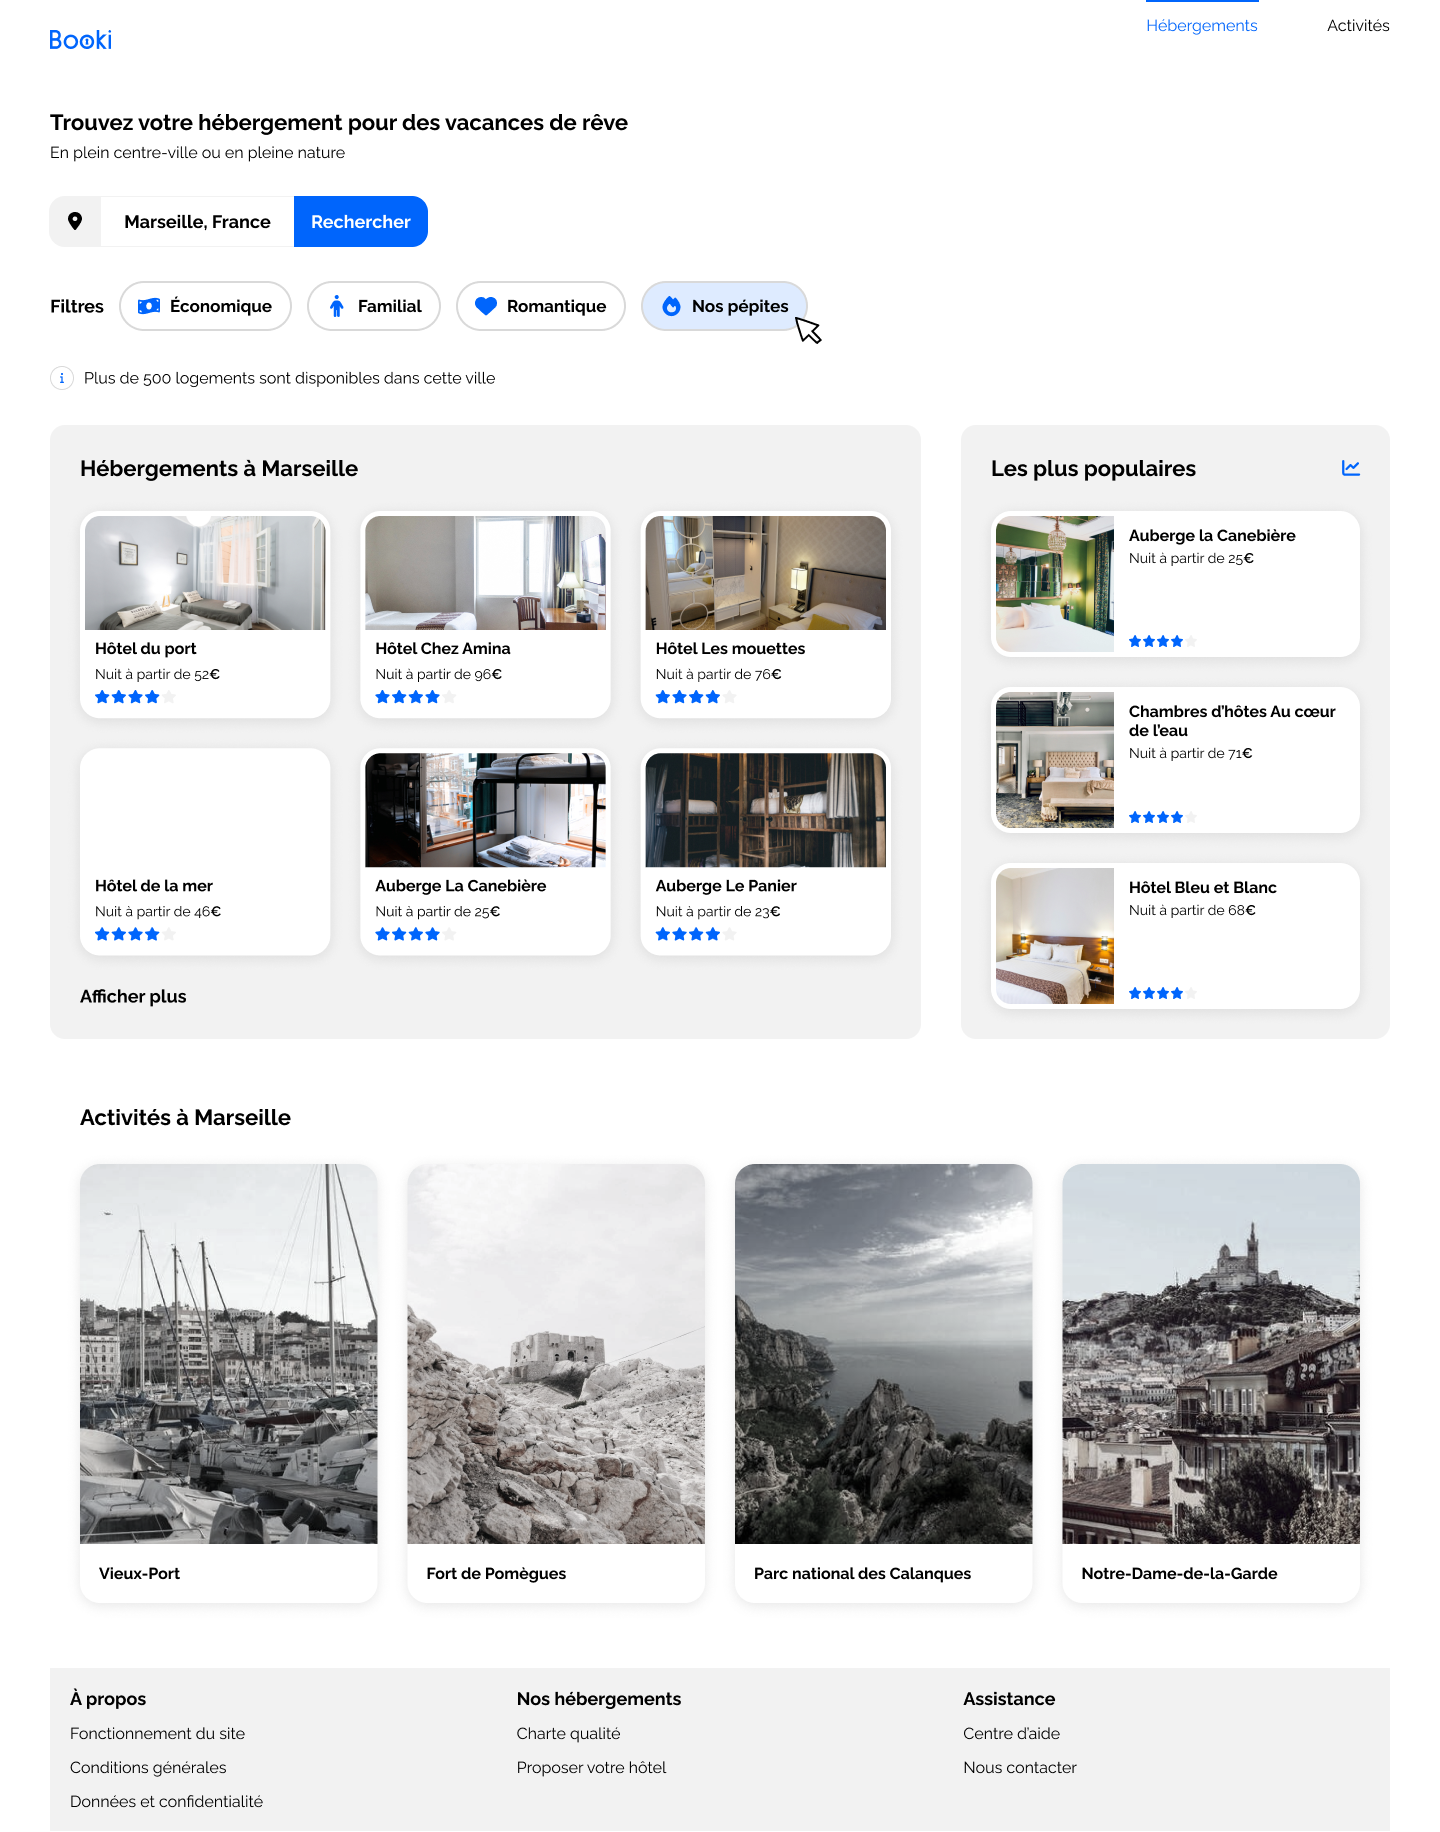 Booki
Hébergements
Activités
Trouvez votre hébergement pour des vacances de rêve
En plein centre-ville ou en pleine nature
Marseille, France
Rechercher
Filtres
Économique
Familial
Romantique
Nos pépites
Plus de 500 logements sont disponibles dans cette ville
Hébergements à Marseille
Hôtel du port
Nuit à partir de 52€
Hôtel Chez Amina
Nuit à partir de 96€
Hôtel Les mouettes
Nuit à partir de 76€
Hôtel de la mer
Nuit à partir de 46€
Auberge La Canebière
Nuit à partir de 25€
Auberge Le Panier
Nuit à partir de 23€
Afficher plus
Les plus populaires
Auberge la Canebière
Nuit à partir de 25€
Chambres d’hôtes Au cœur
de l’eau
Nuit à partir de 71€
Hôtel Bleu et Blanc
Nuit à partir de 68€
Activités à Marseille
Vieux-Port
Fort de Pomègues
Parc national des Calanques
Notre-Dame-de-la-Garde
À propos
Fonctionnement du site
Conditions générales
Données et confidentialité
Nos hébergements
Charte qualité
Proposer votre hôtel
Assistance
Centre d’aide
Nous contacter